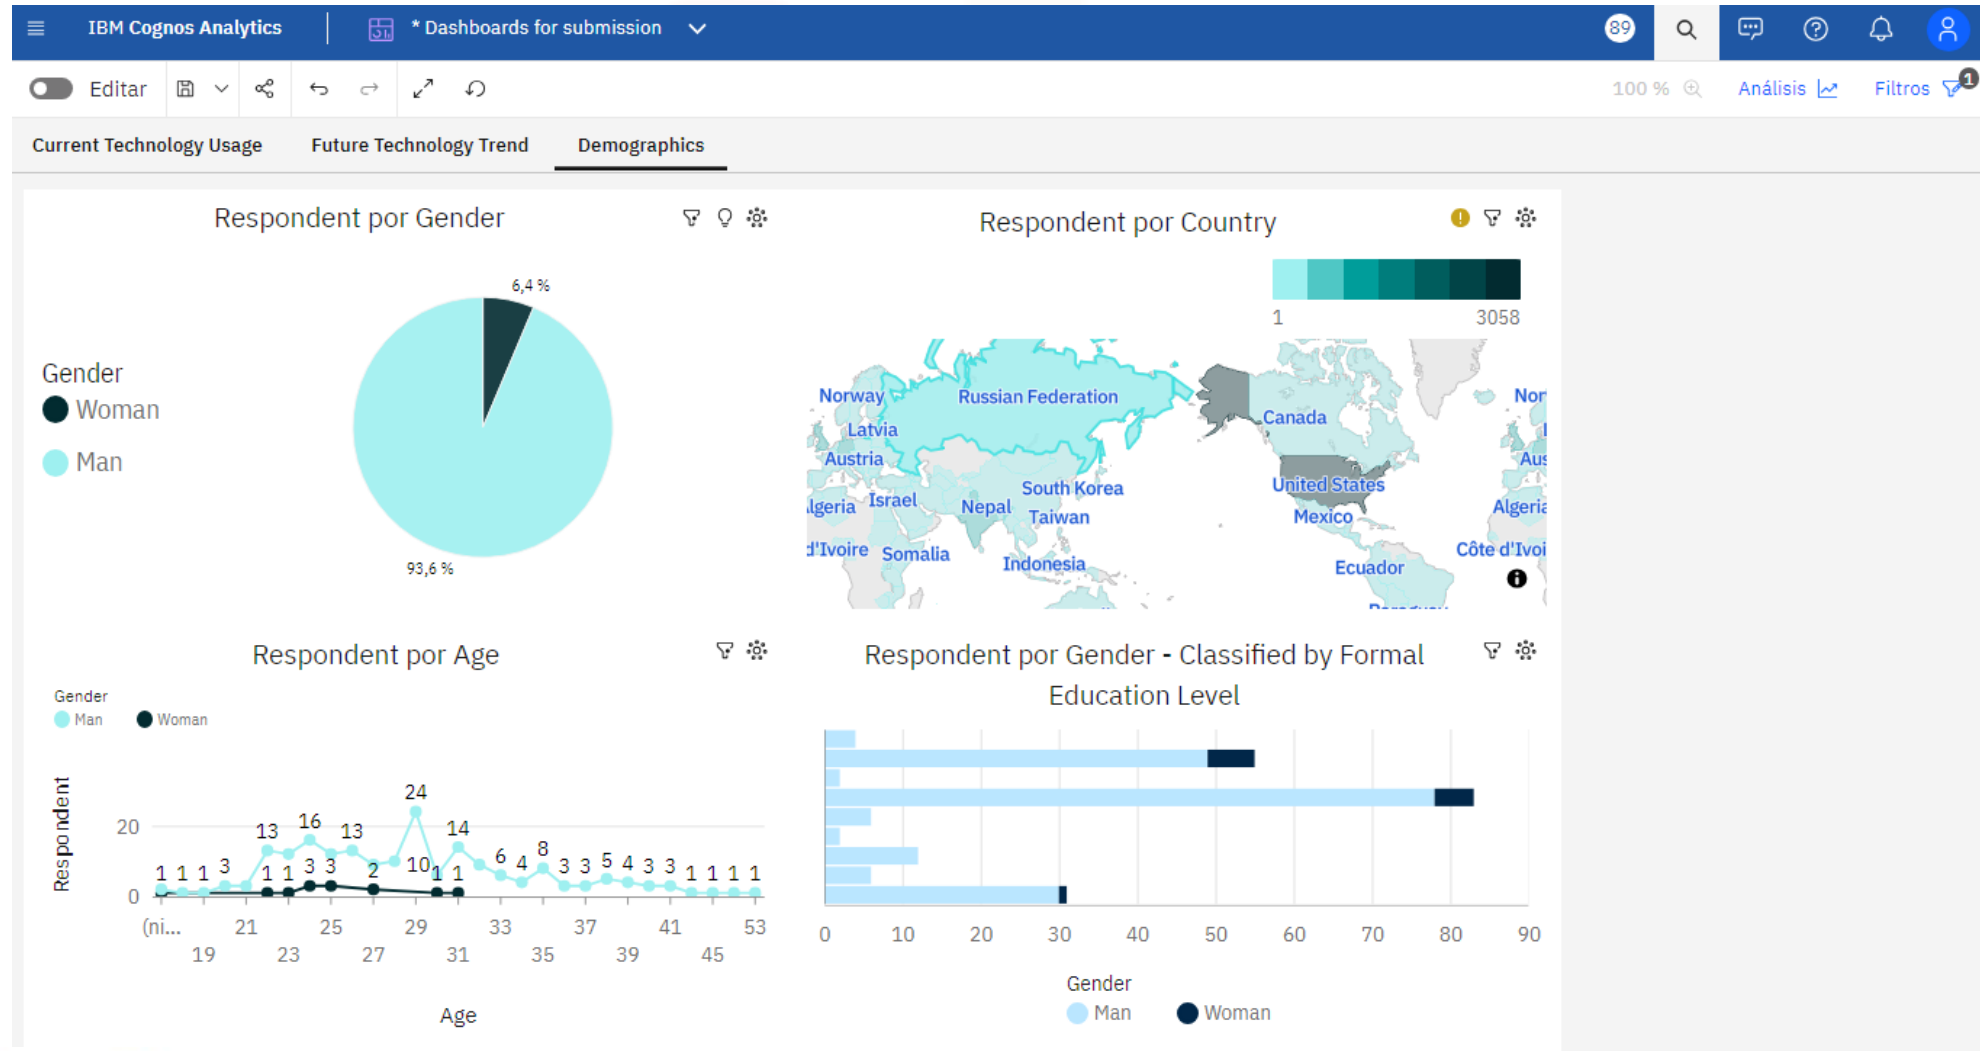 IBM Cognos Analytics
* Dashboards for submission
89
Editar
100 %
Análisis
Filtros
1
Current Technology Usage
Future Technology Trend
Demographics
Respondent por Gender
6,4 %
Gender
Woman
Man
93,6 %
Respondent por Country
1
3058
Norway
Russian Federation
Canada
Nor
Latvia
Austria
Aus
South Korea
United States
Israel
lgeria
Nepal
Taiwan
Mexico
Algeria
d'Ivoire
Somalia
Indonesia
Ecuador
Côte d'Ivoi
Respondent por Age
Gender
Man
Woman
Respondent
20
0
1 1 1 3 13 16 13 24 14 6 4 8 3 3 5 4 3 3 1 1 1 1
1 1 3 3 2 10 1 1
(ni... 21 25 29 33 37 41 53
19 23 27 31 35 39 45
Age
Respondent por Gender - Classified by Formal
Education Level
0 10 20 30 40 50 60 70 80 90
Gender
Man
Woman